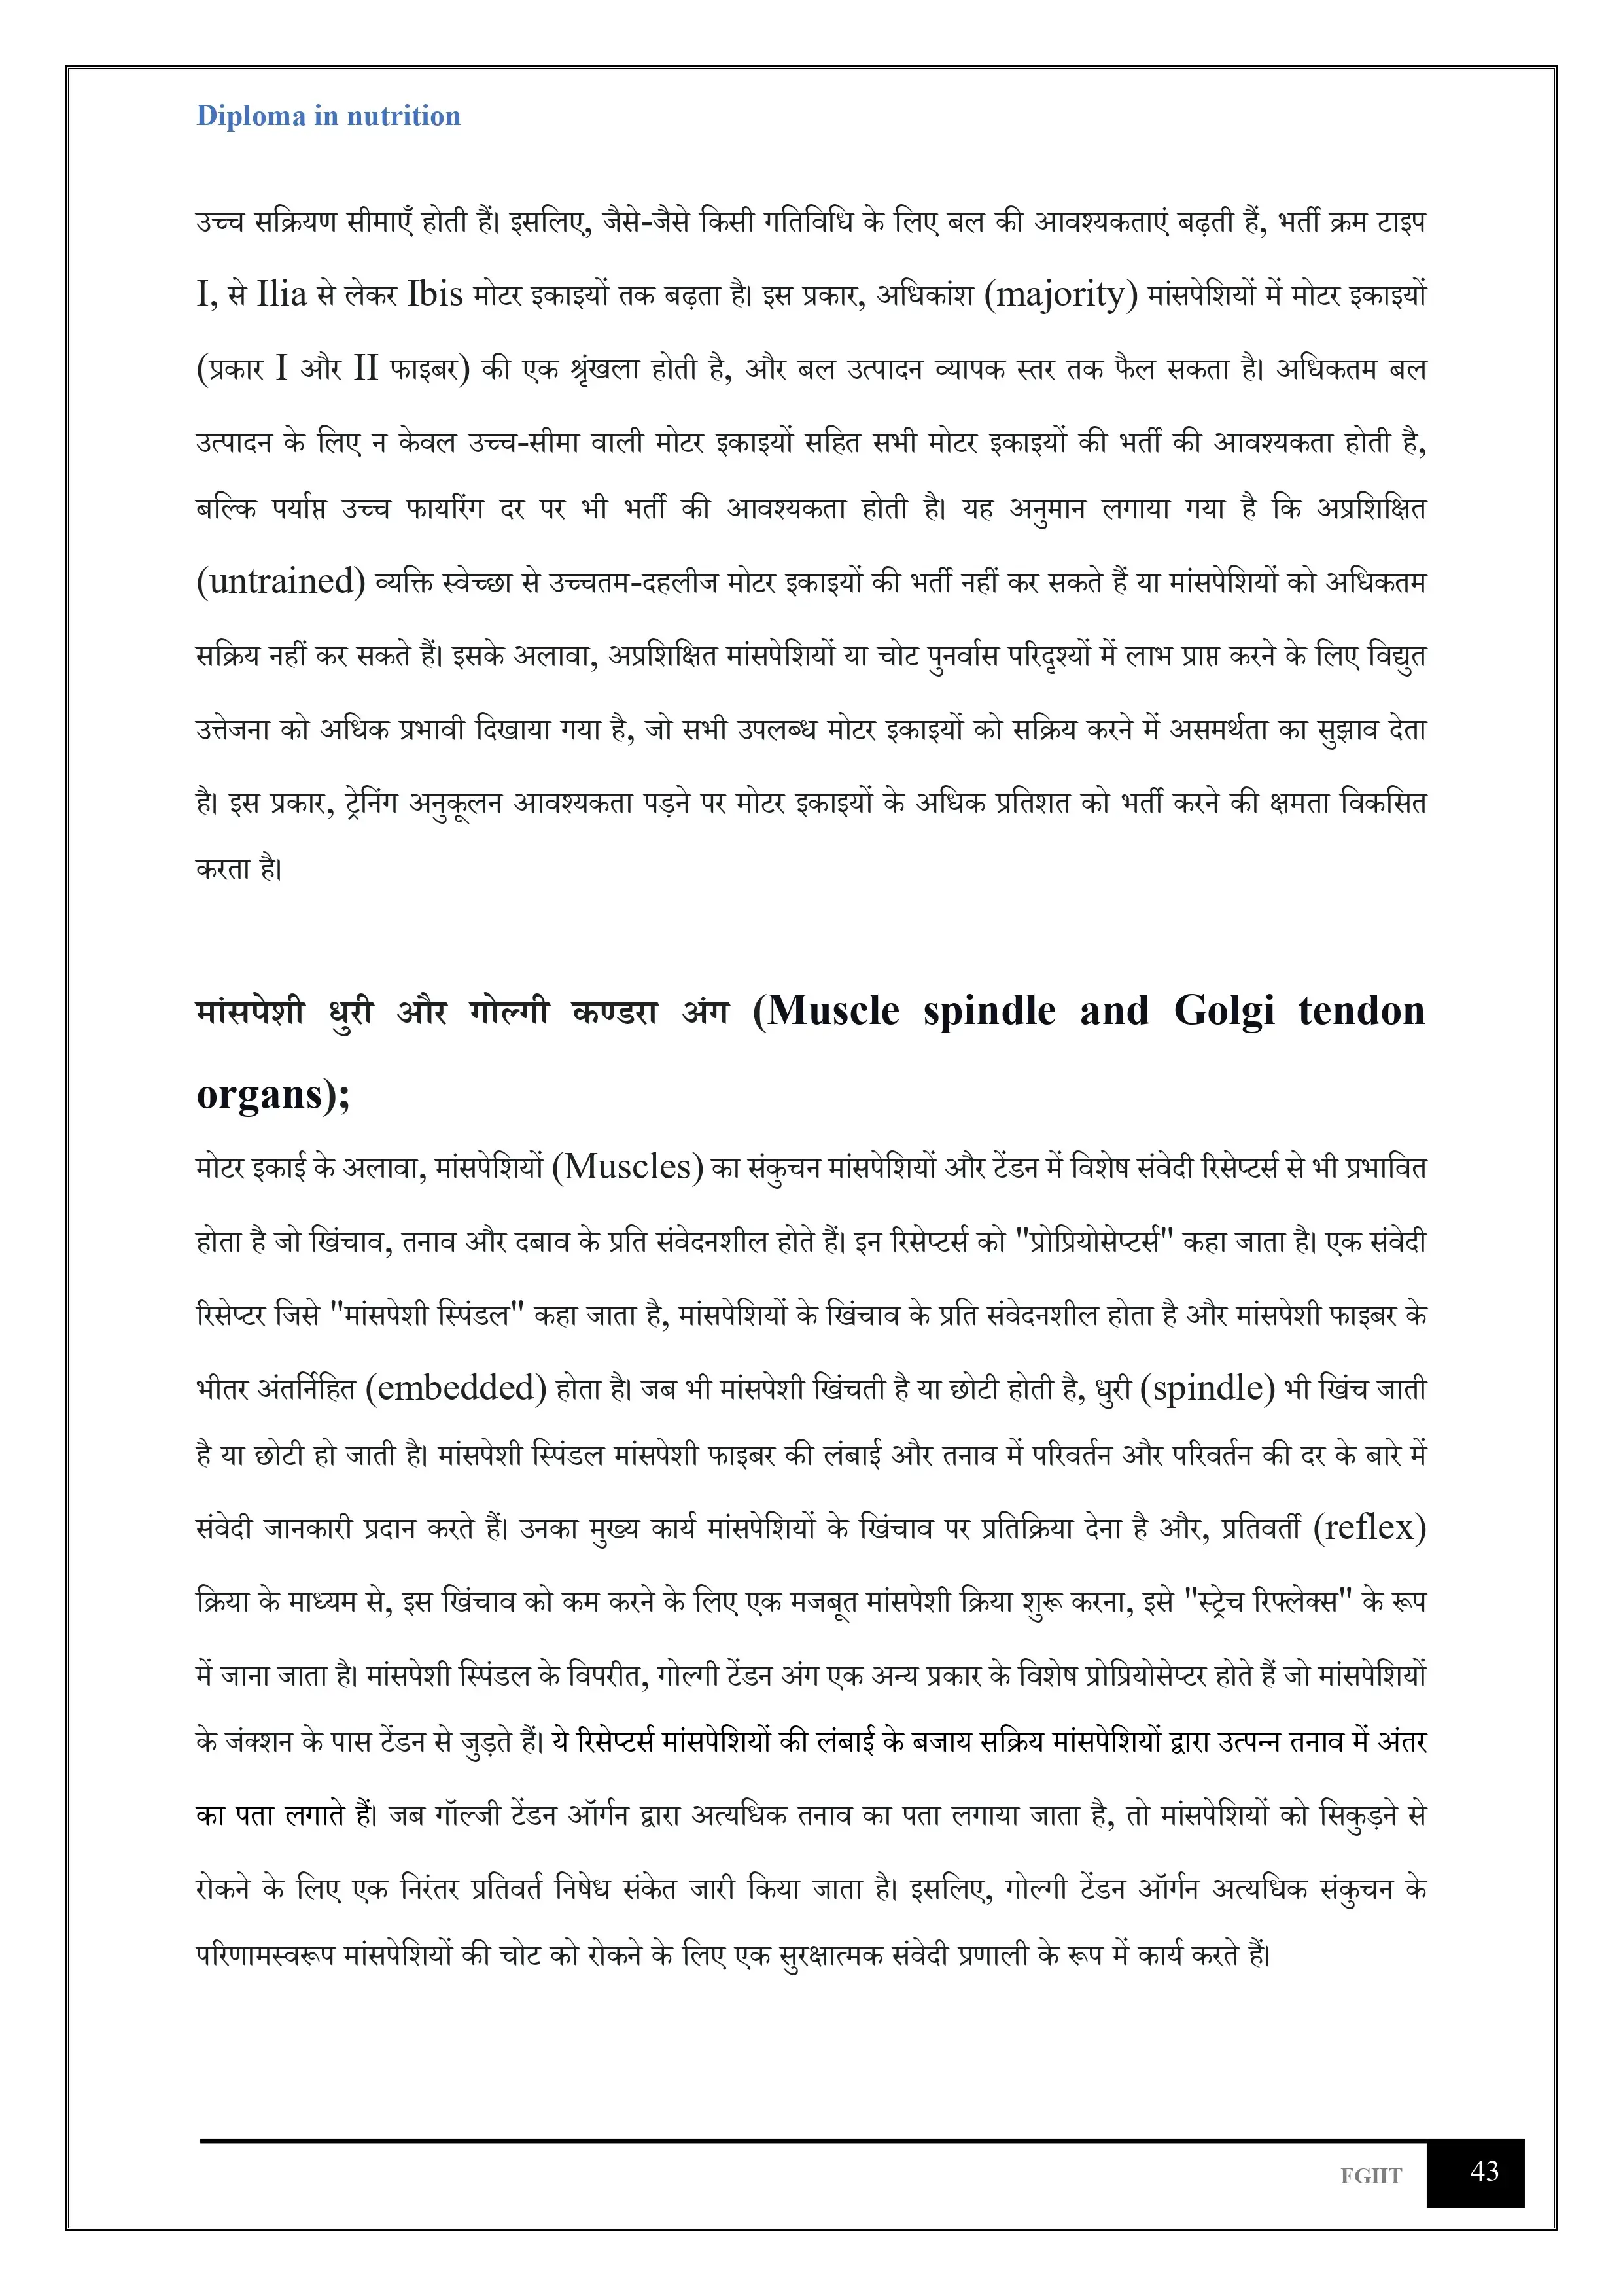 Diploma in nutrition
उच्च सक्रियण सीमाएँ होती हैं। इसलिए, जैसे-जैसे किसी गतिविधि के लिए बल की आवश्यकताएं बढ़ती हैं, भर्ती क्रम टाइप
I, से Ilia से लेकर Ibis मोटर इकाइयों तक बढ़ता है। इस प्रकार, अधिकांश (majority) मांसपेशियों में मोटर इकाइयों
(प्रकार I और II फाइबर) की एक श्रृंखला होती है, और बल उत्पादन व्यापक स्तर तक फैल सकता है। अधिकतम बल
उत्पादन के लिए न केवल उच्च-सीमा वाली मोटर इकाइयों सहित सभी मोटर इकाइयों की भर्ती की आवश्यकता होती है,
बल्कि पर्याप्त उच्च फायरिंग दर पर भी भर्ती की आवश्यकता होती है। यह अनुमान लगाया गया है कि अप्रशिक्षित
(untrained) व्यक्ति स्वेच्छा से उच्चतम-दहलीज मोटर इकाइयों की भर्ती नहीं कर सकते हैं या मांसपेशियों को अधिकतम
सक्रिय नहीं कर सकते हैं। इसके अलावा, अप्रशिक्षित मांसपेशियों या चोट पुनर्वास परिदृश्यों में लाभ प्राप्त करने के लिए विद्युत
उत्तेजना को अधिक प्रभावी दिखाया गया है, जो सभी उपलब्ध मोटर इकाइयों को सक्रिय करने में असमर्थता का सुझाव देता
है। इस प्रकार, ट्रेनिंग अनुकूलन आवश्यकता पड़ने पर मोटर इकाइयों के अधिक प्रतिशत को भर्ती करने की क्षमता विकसित
करता है।
मांसपेशी धुरी और गोल्गी कण्डरा अंग (Muscle spindle and Golgi tendon
organs);
मोटर इकाई के अलावा, मांसपेशियों (Muscles) का संकुचन मांसपेशियों और टेंडन में विशेष संवेदी रिसेप्टर्स से भी प्रभावित
होता है जो खिंचाव, तनाव और दबाव के प्रति संवेदनशील होते हैं। इन रिसेप्टर्स को "प्रोप्रियोसेप्टर्स" कहा जाता है। एक संवेदी
रिसेप्टर जिसे "मांसपेशी स्पिंडल" कहा जाता है, मांसपेशियों के खिंचाव के प्रति संवेदनशील होता है और मांसपेशी फाइबर के
भीतर अंतर्निहित (embedded) होता है। जब भी मांसपेशी खिंचती है या छोटी होती है, धुरी (spindle) भी खिंच जाती
है या छोटी हो जाती है। मांसपेशी स्पिंडल मांसपेशी फाइबर की लंबाई और तनाव में परिवर्तन और परिवर्तन की दर के बारे में
संवेदी जानकारी प्रदान करते हैं। उनका मुख्य कार्य मांसपेशियों के खिंचाव पर प्रतिक्रिया देना है और, प्रतिवर्ती (reflex)
क्रिया के माध्यम से, इस खिंचाव को कम करने के लिए एक मजबूत मांसपेशी क्रिया शुरू करना, इसे "स्ट्रेच रिफ्लेक्स" के रूप
में जाना जाता है। मांसपेशी स्पिंडल के विपरीत, गोल्गी टेंडन अंग एक अन्य प्रकार के विशेष प्रोप्रियोसेप्टर होते हैं जो मांसपेशियों
के जंक्शन के पास टेंडन से जुड़ते हैं। ये रिसेप्टर्स मांसपेशियों की लंबाई के बजाय सक्रिय मांसपेशियों द्वारा उत्पन्न तनाव में अंतर
का पता लगाते हैं। जब गॉल्जी टेंडन ऑर्गन द्वारा अत्यधिक तनाव का पता लगाया जाता है, तो मांसपेशियों को सिकुड़ने से
रोकने के लिए एक निरंतर प्रतिवर्त निषेध संकेत जारी किया जाता है। इसलिए, गोल्गी टेंडन ऑर्गन अत्यधिक संकुचन के
परिणामस्वरूप मांसपेशियों की चोट को रोकने के लिए एक सुरक्षात्मक संवेदी प्रणाली के रूप में कार्य करते हैं।
FGIIT 43